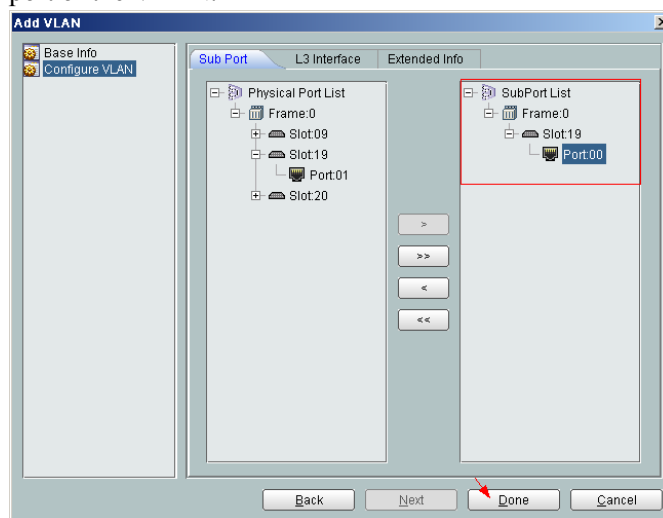 Add VLAN
Base Info
Configure VLAN
Sub Port L3 Interface Extended Info
Physical Port List
Frame:0
Slot:09
Slot:19
Port:01
Slot:20
>
>>
<
<<
SubPort List
Frame:0
Slot:19
Port:00
Back Next Done Cancel